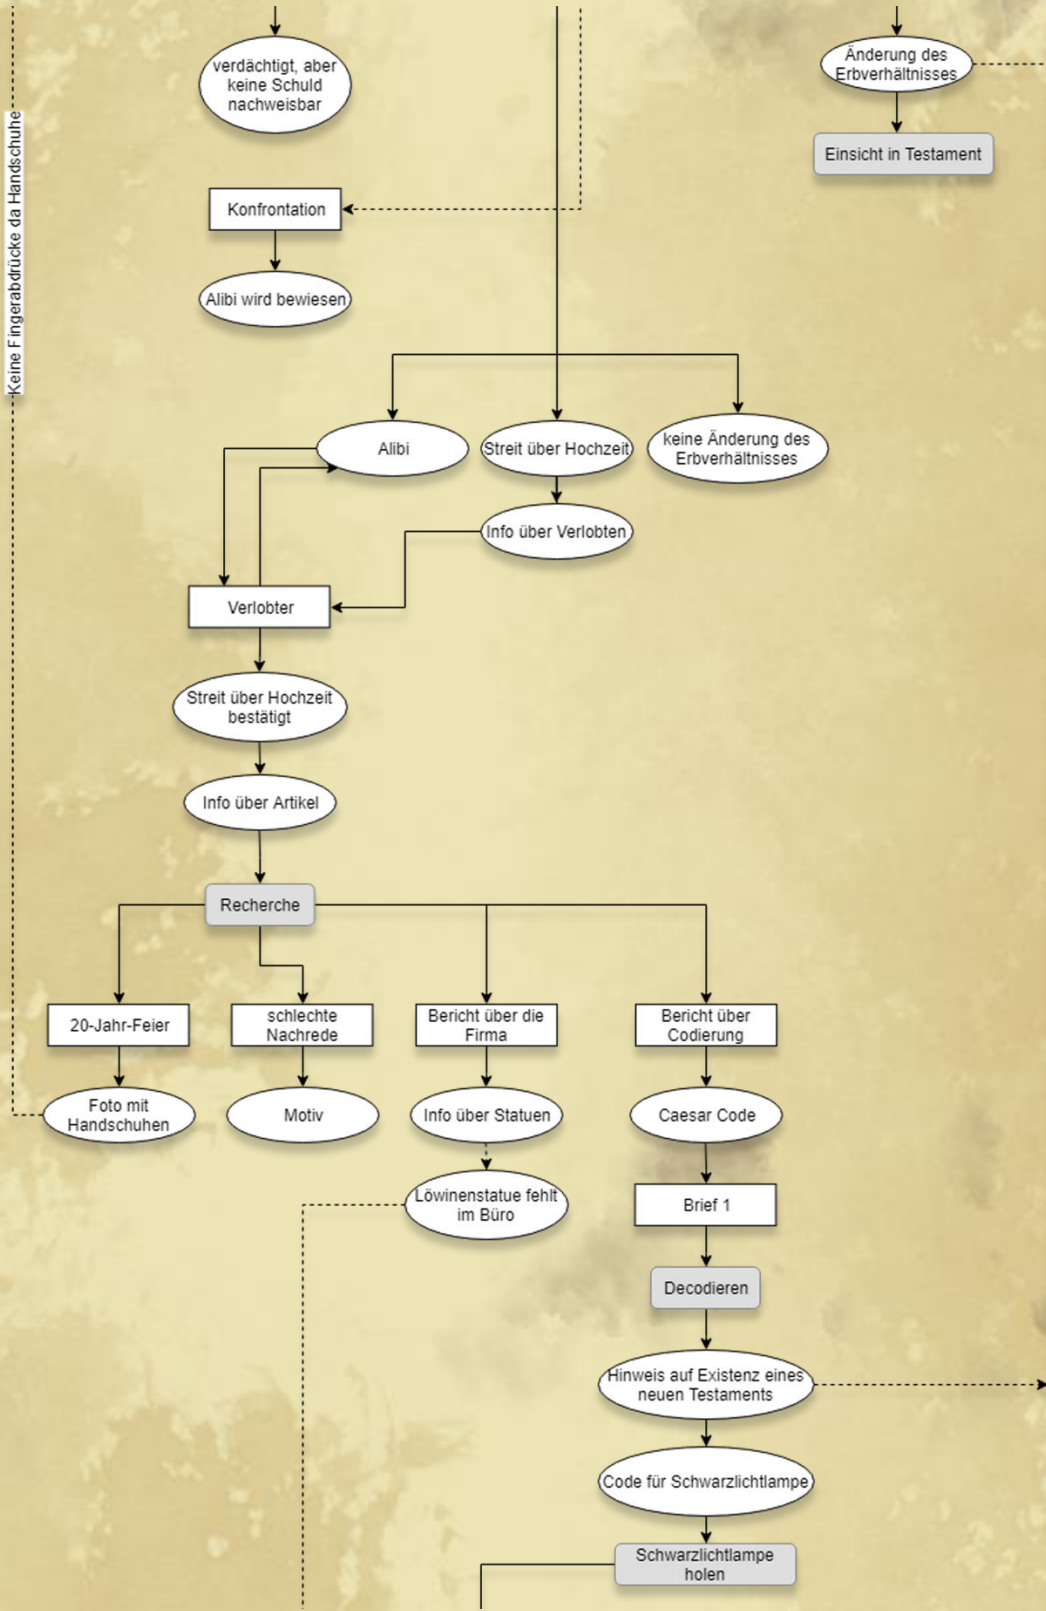 verdächtigt, aber
keine Schuld
nachweisbar
Änderung des
Erbverhältnisses
Einsicht in Testament
Keine Fingerabdrücke da Handschuhe
Konfrontation
Alibi wird bewiesen
Alibi
Streit über Hochzeit
keine Änderung des
Erbverhältnisses
Info über Verlobten
Verlobter
Streit über Hochzeit
bestätigt
Info über Artikel
Recherche
20-Jahr-Feier
schlechte
Nachrede
Bericht über die
Firma
Bericht über
Codierung
Foto mit
Handschuhen
Motiv
Info über Statuen
Caesar Code
Löwinenstatue fehlt
im Büro
Brief 1
Decodieren
Hinweis auf Existenz eines
neuen Testaments
Code für Schwarzlichtlampe
Schwarzlichtlampe
holen